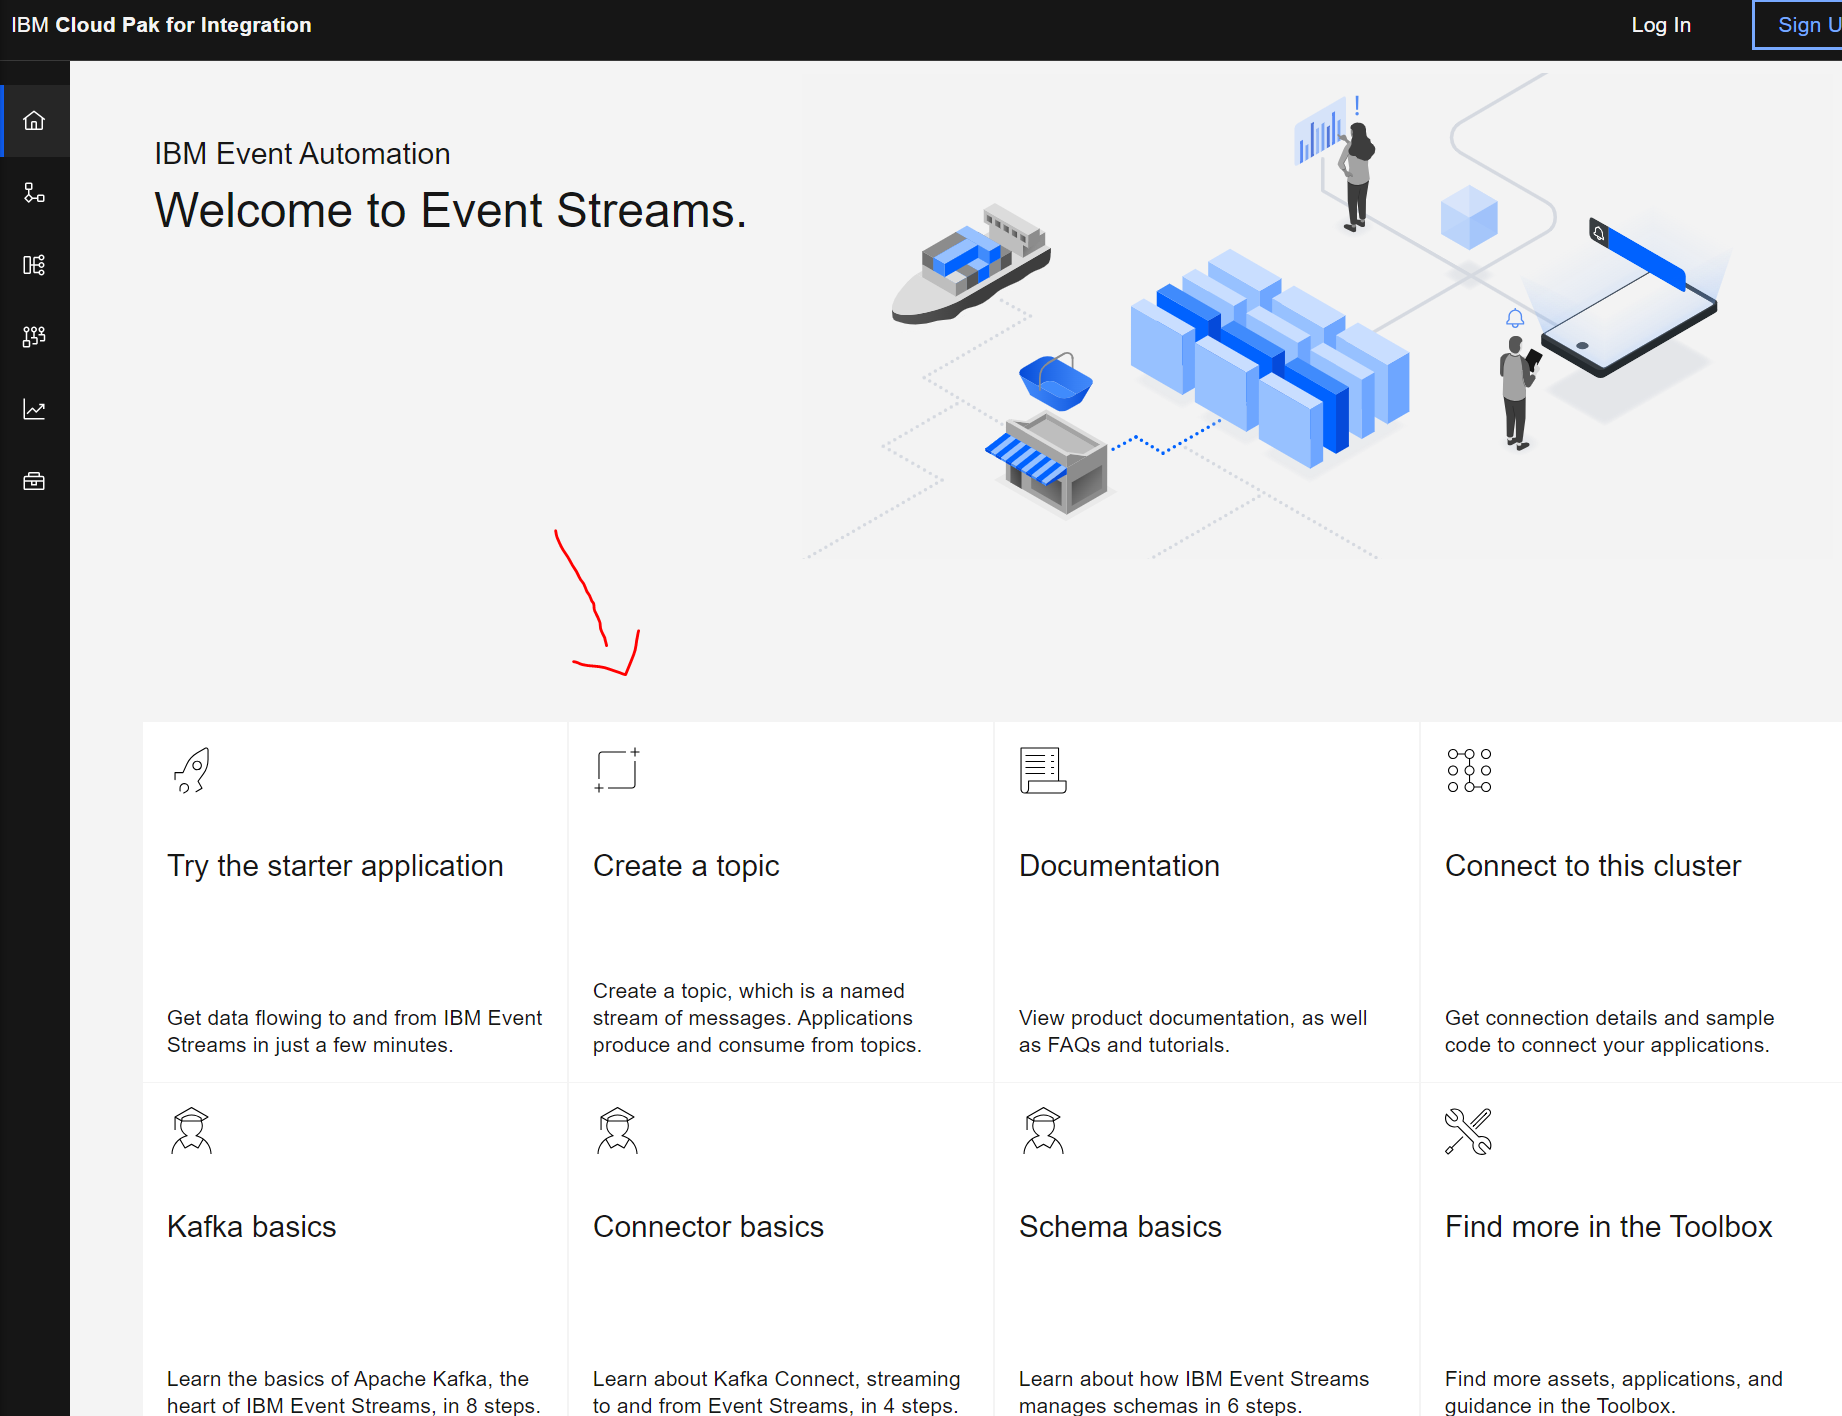 IBM Cloud Pak for Integration
Log In
Sign U
IBM Event Automation
Welcome to Event Streams.
Try the starter application
Get data flowing to and from IBM Event
Streams in just a few minutes.
Create a topic
Create a topic, which is a named
stream of messages. Applications
produce and consume from topics.
Documentation
View product documentation, as well
as FAQs and tutorials.
Connect to this cluster
Get connection details and sample
code to connect your applications.
Kafka basics
Learn the basics of Apache Kafka, the
heart of IBM Event Streams, in 8 steps.
Connector basics
Learn about Kafka Connect, streaming
to and from Event Streams, in 4 steps.
Schema basics
Learn about how IBM Event Streams
manages schemas in 6 steps.
Find more in the Toolbox
Find more assets, applications, and
guidance in the Toolbox.